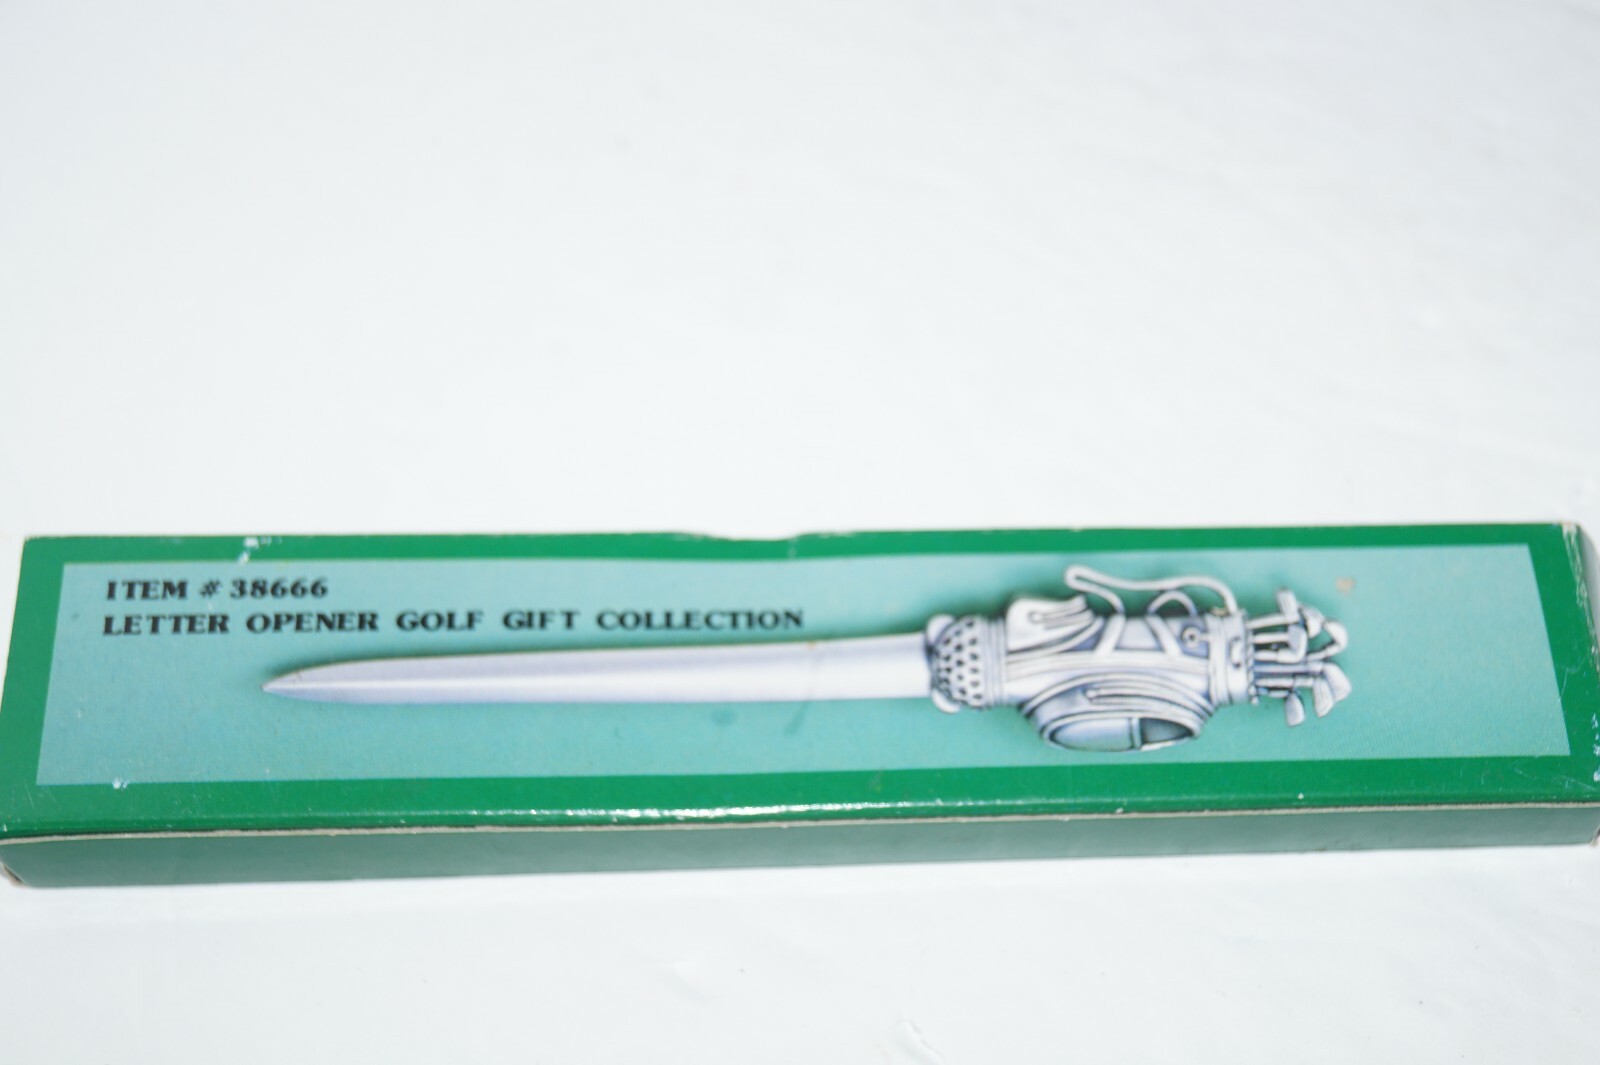 ITEM # 38666
LETTER OPENER GOLF GIFT COLLECTION